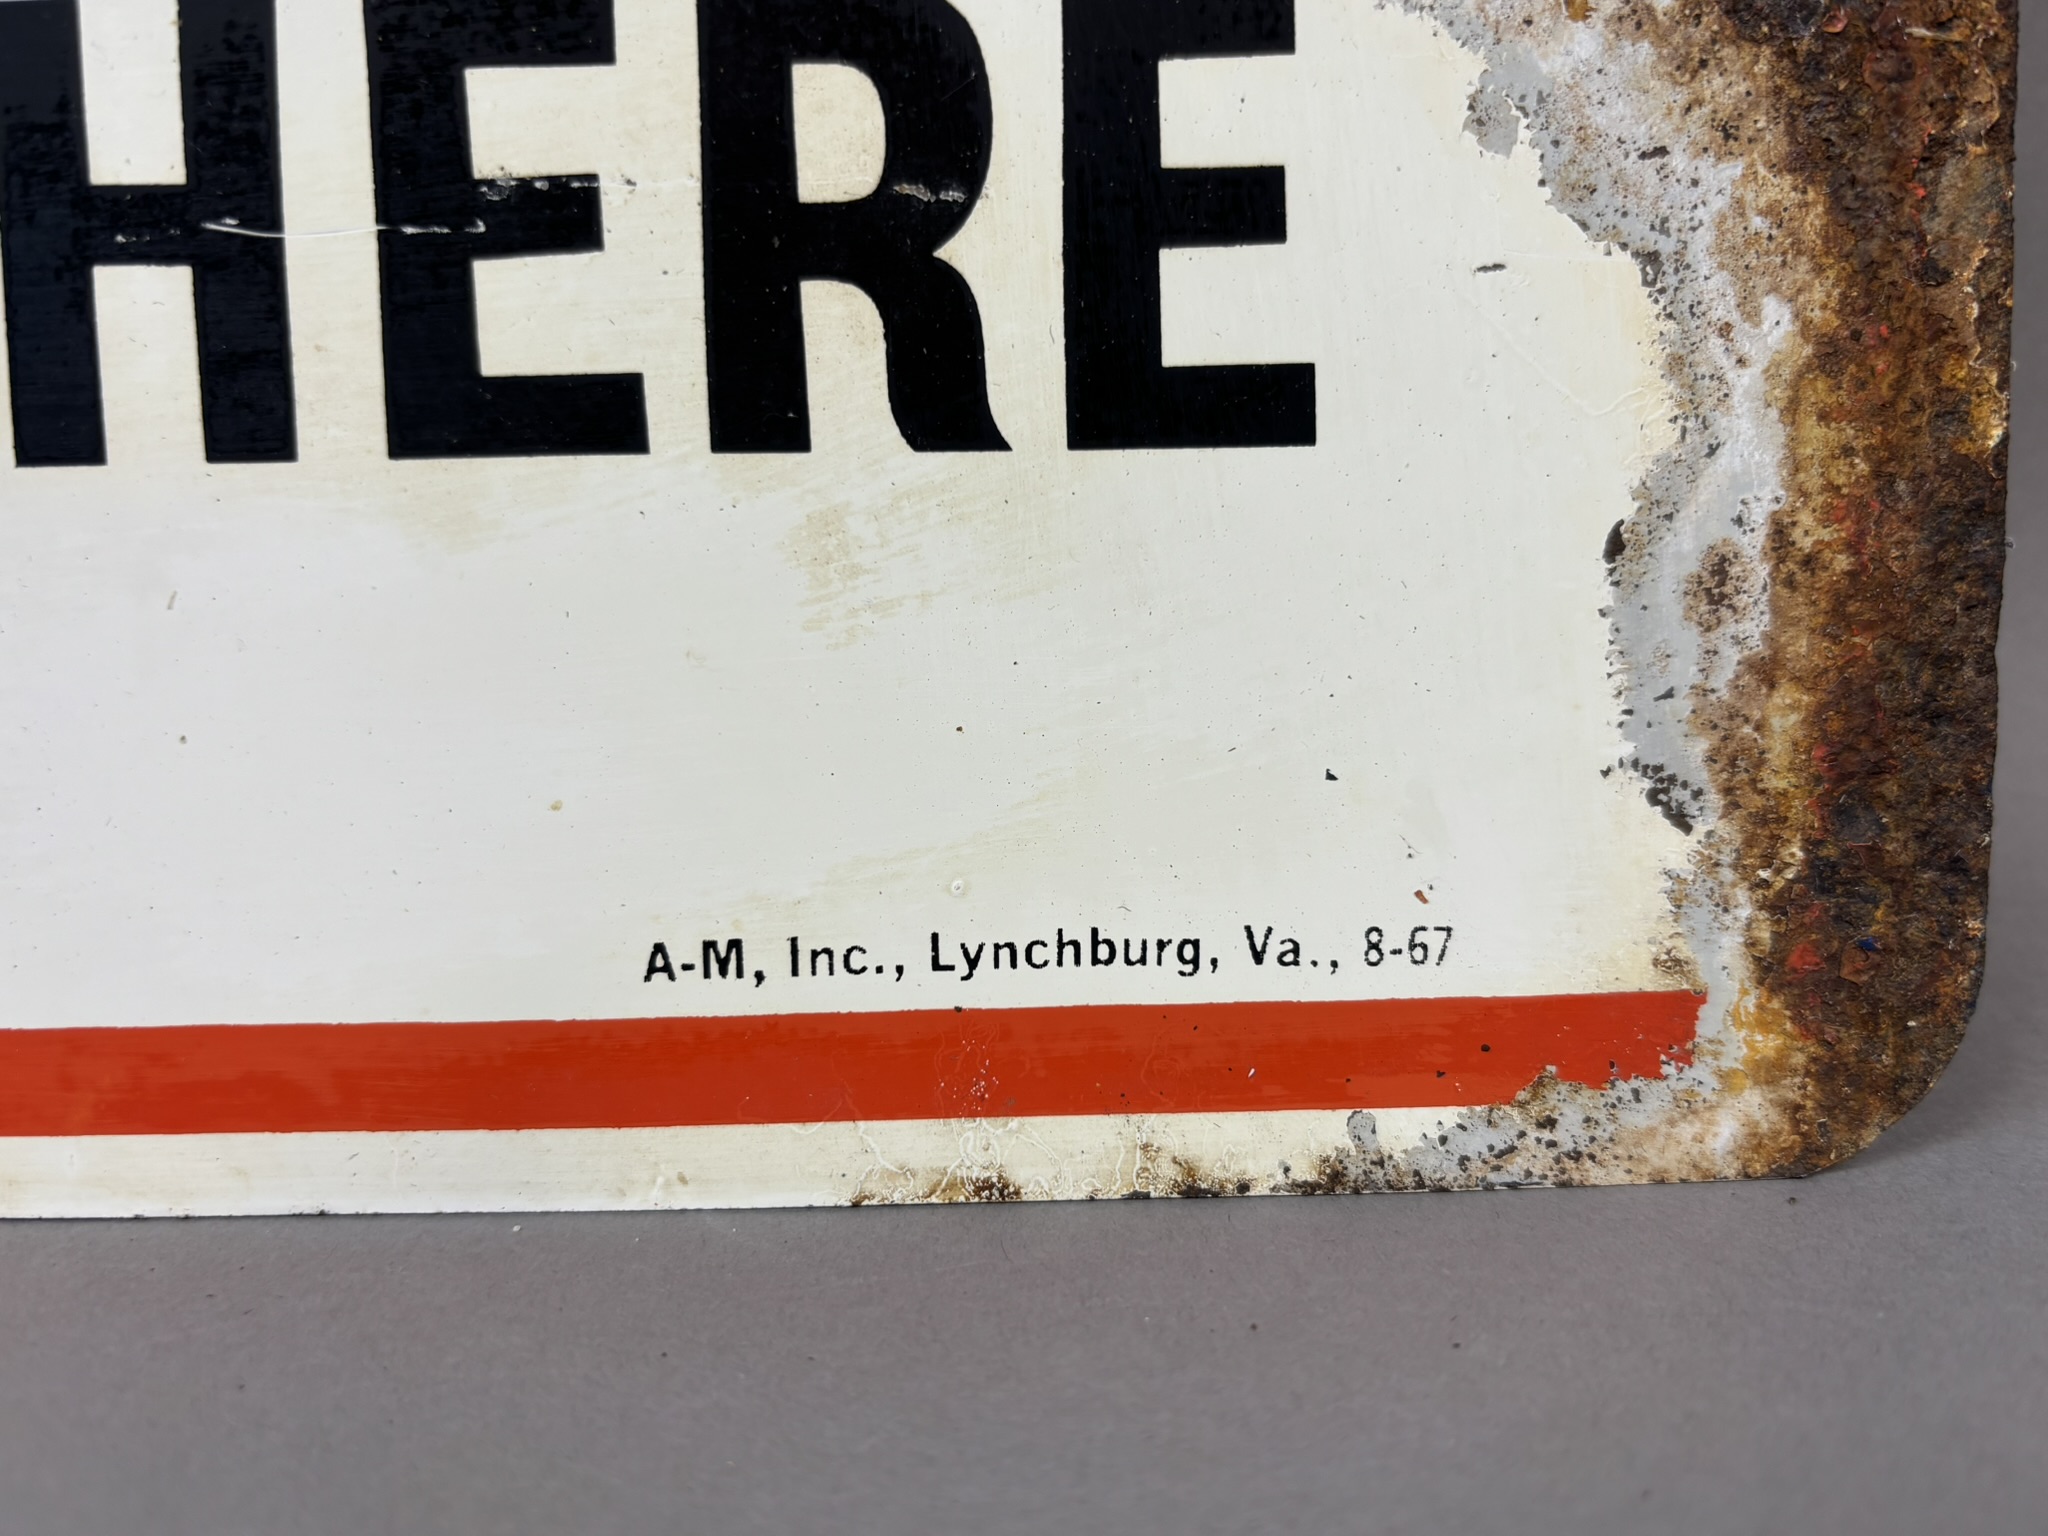 HERE
A-M, Inc., Lynchburg, Va., 8-67